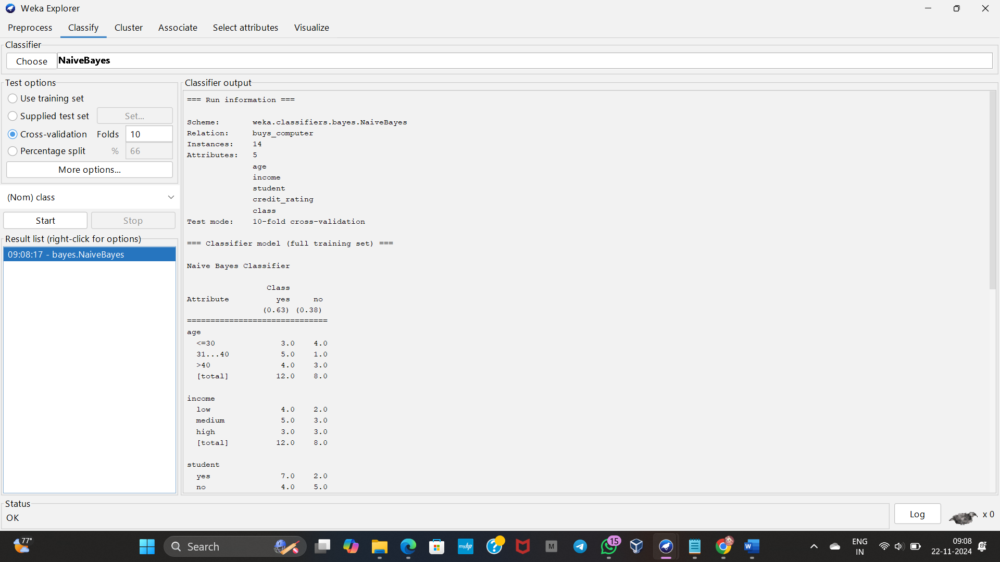 Weka Explorer
Preprocess Classify Cluster Associate Select attributes Visualize
Classifier
Choose NaiveBayes
Test options
Use training set
Supplied test set Set...
Cross-validation Folds 10
Percentage split % 66
More options...
(Nom) class
Start Stop
Result list (right-click for options)
09:08:17 - bayes.NaiveBayes
Classifier output
=== Run information ===
Scheme: weka.classifiers.bayes.NaiveBayes
Relation: buys_computer
Instances: 14
Attributes: 5
age
income
student
credit_rating
class
Test mode: 10-fold cross-validation
=== Classifier model (full training set) ===
Naive Bayes Classifier
Class
Attribute yes no
(0.63) (0.38)
==============================
age
<=30 3.0 4.0
31...40 5.0 1.0
>40 4.0 3.0
[total] 12.0 8.0
income
low 4.0 2.0
medium 5.0 3.0
high 3.0 3.0
[total] 12.0 8.0
student
yes 7.0 2.0
no 4.0 5.0
Status
OK
Log x 0
77°
Search
myhp
?
M
15
W
ENG
IN
09:08
22-11-2024